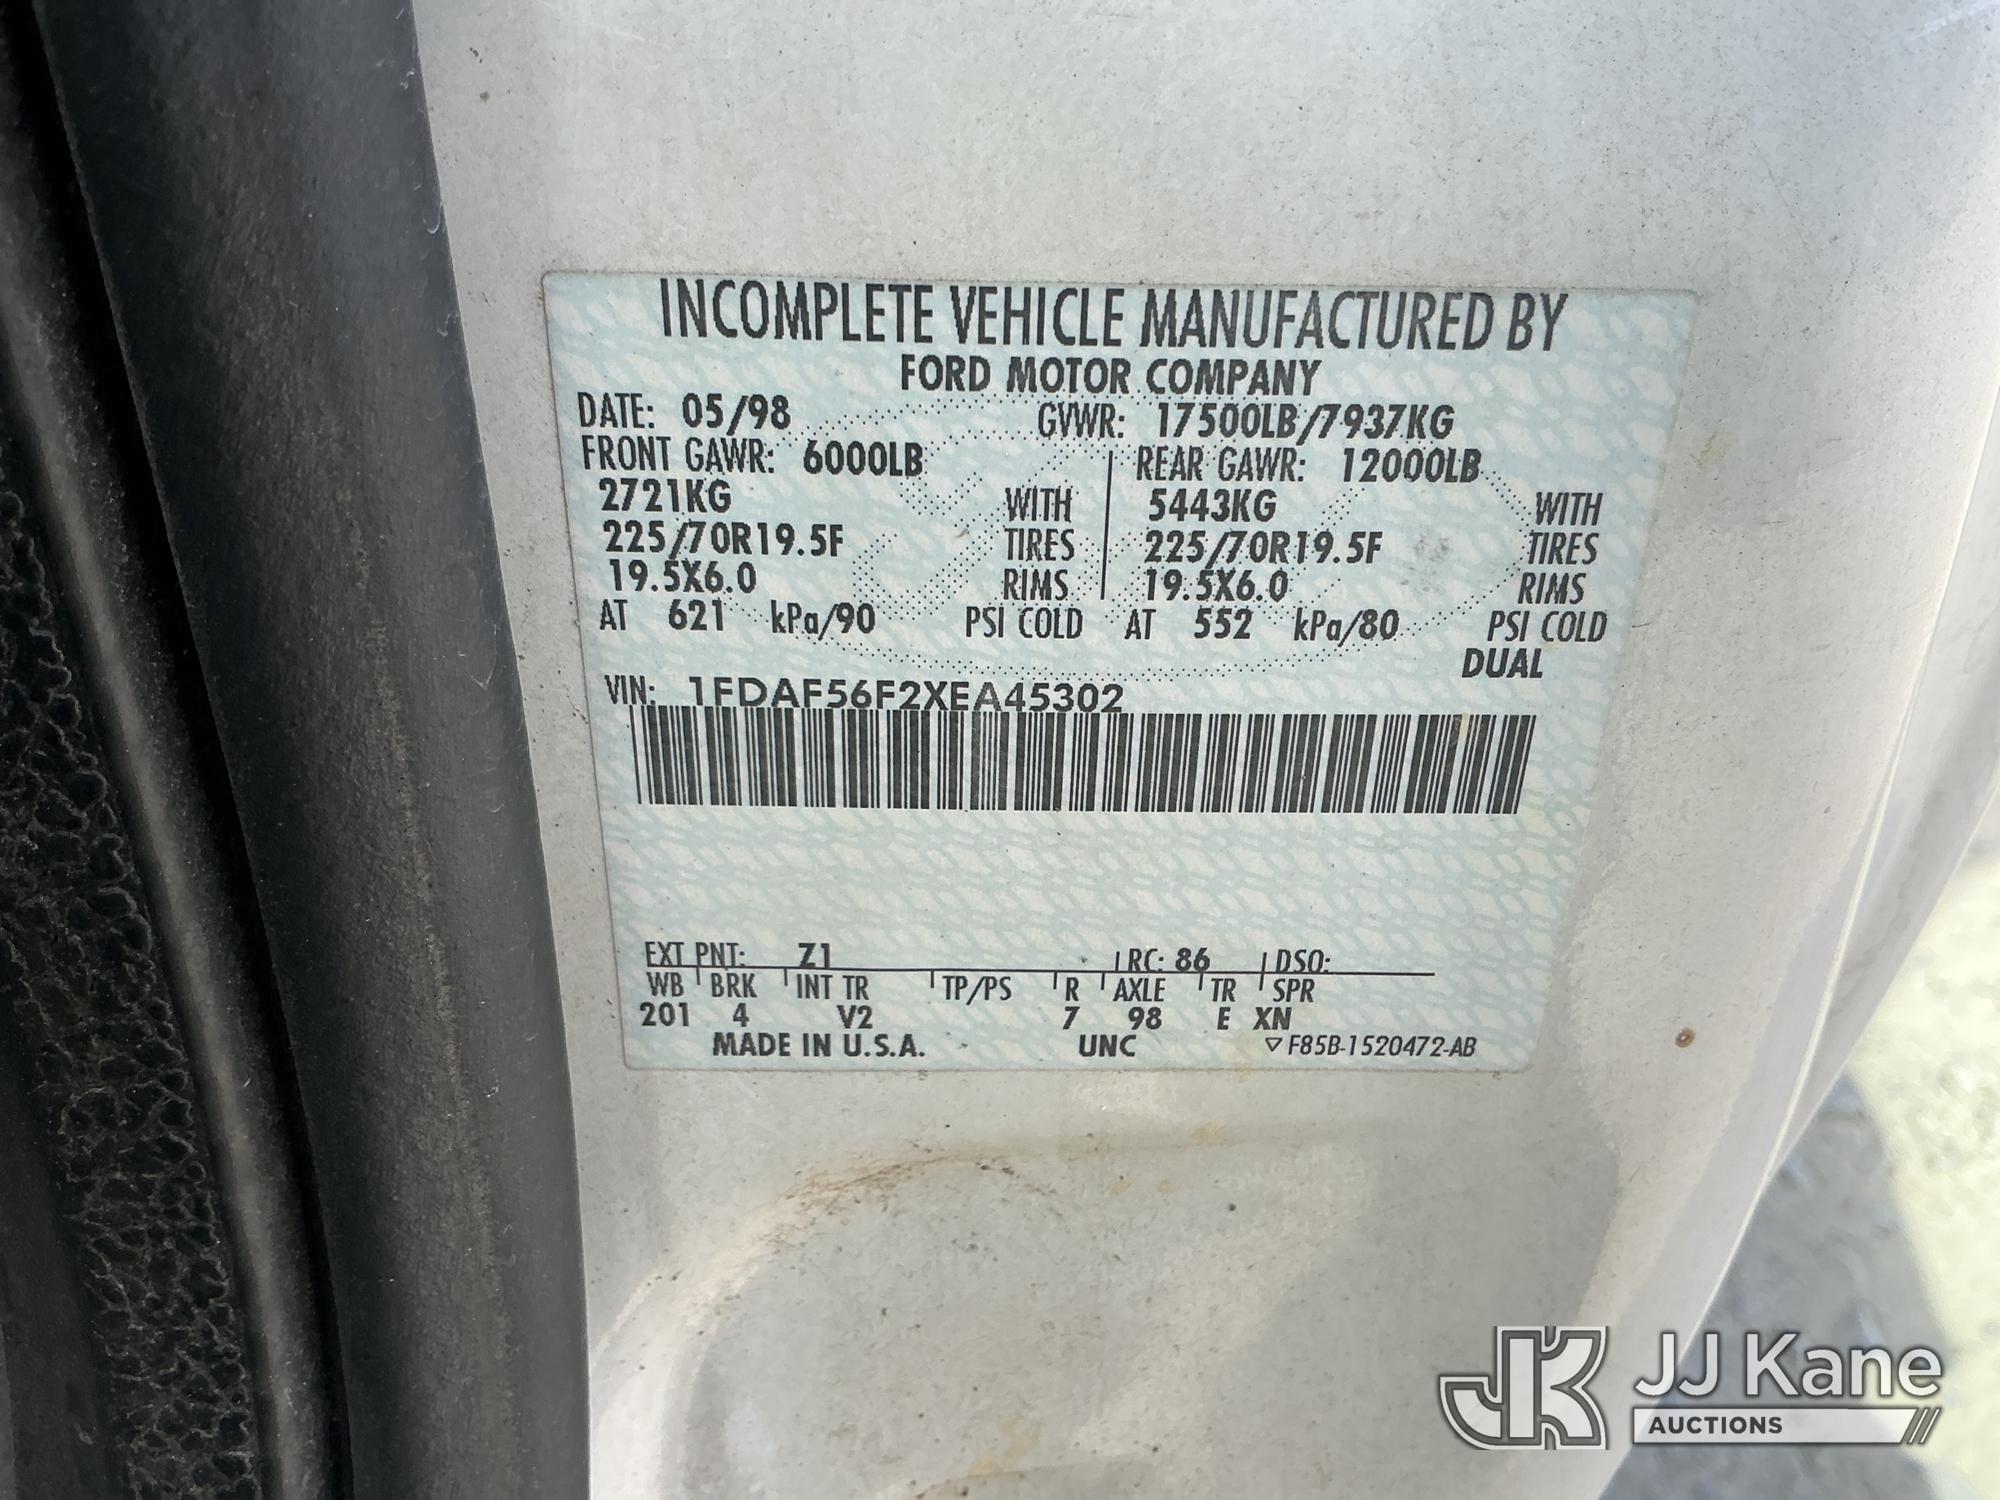 INCOMPLETE VEHICLE MANUFACTURED BY
FORD MOTOR COMPANY
DATE: 05/98 GVWR: 17500LB/7937KG
FRONT GAWR: 6000LB REAR GAWR: 12000LB
2721KG WITH 5443KG WITH
225/70R19.5F TIRES 225/70R19.5F TIRES
19.5X6.0 RIMS 19.5X6.0 RIMS
AT 621 kPa/90 PSI COLD AT 552 kPa/80 PSI COLD
DUAL
VIN: 1FDAF56F2XEA45302
EXT PNT: Z1 RC: 86 DSO:
WB BRK INT TR TP/PS R AXLE TR SPR
201 4 V2 7 98 E XN
MADE IN U.S.A. UNC ▽ F85B-1520472-AB
JK JJ Kane
AUCTIONS